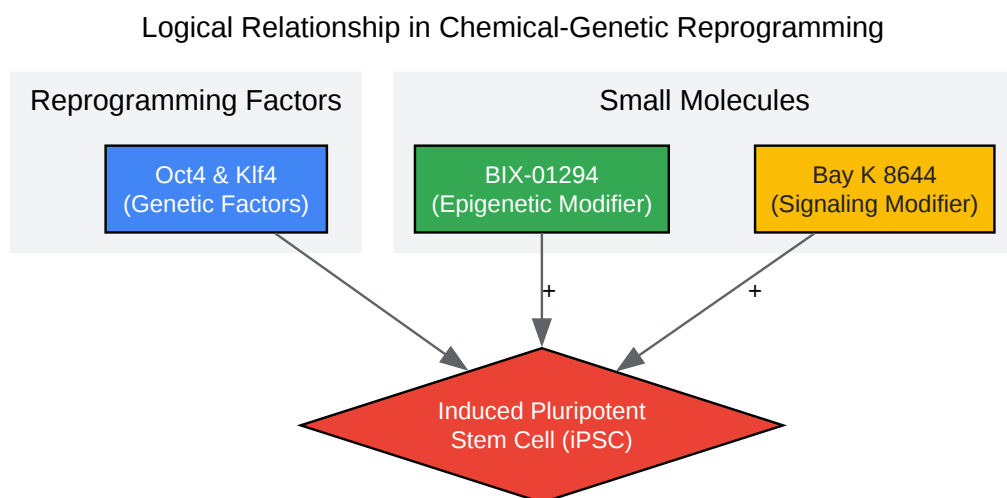 Logical Relationship in Chemical-Genetic Reprogramming
Reprogramming Factors
Small Molecules
Oct4 & Klf4
(Genetic Factors)
BIX-01294
(Epigenetic Modifier)
Bay K 8644
(Signaling Modifier)
+
+
Induced Pluripotent
Stem Cell (iPSC)